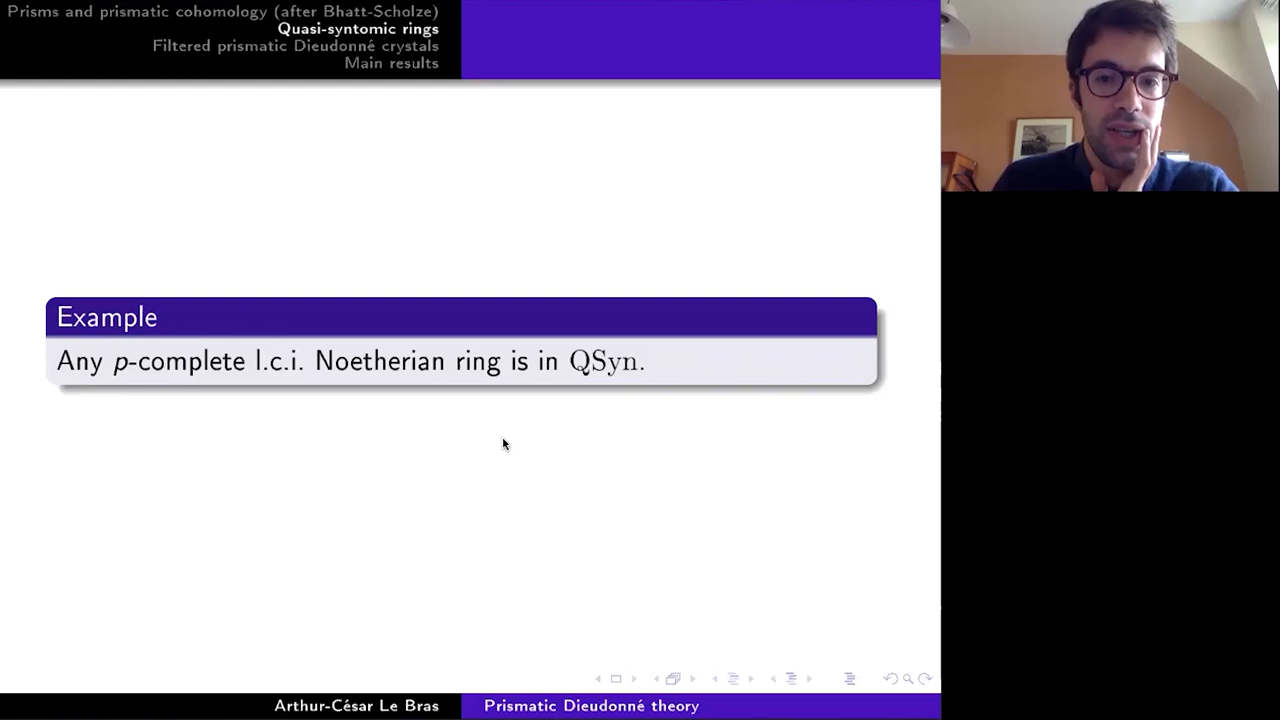 Prisms and prismatic cohomology (after Bhatt-Scholze)
Quasi-syntomic rings
Filtered prismatic Dieudonné crystals
Main results
Example
Any p-complete l.c.i. Noetherian ring is in QSyn.
Arthur-César Le Bras
Prismatic Dieudonné theory